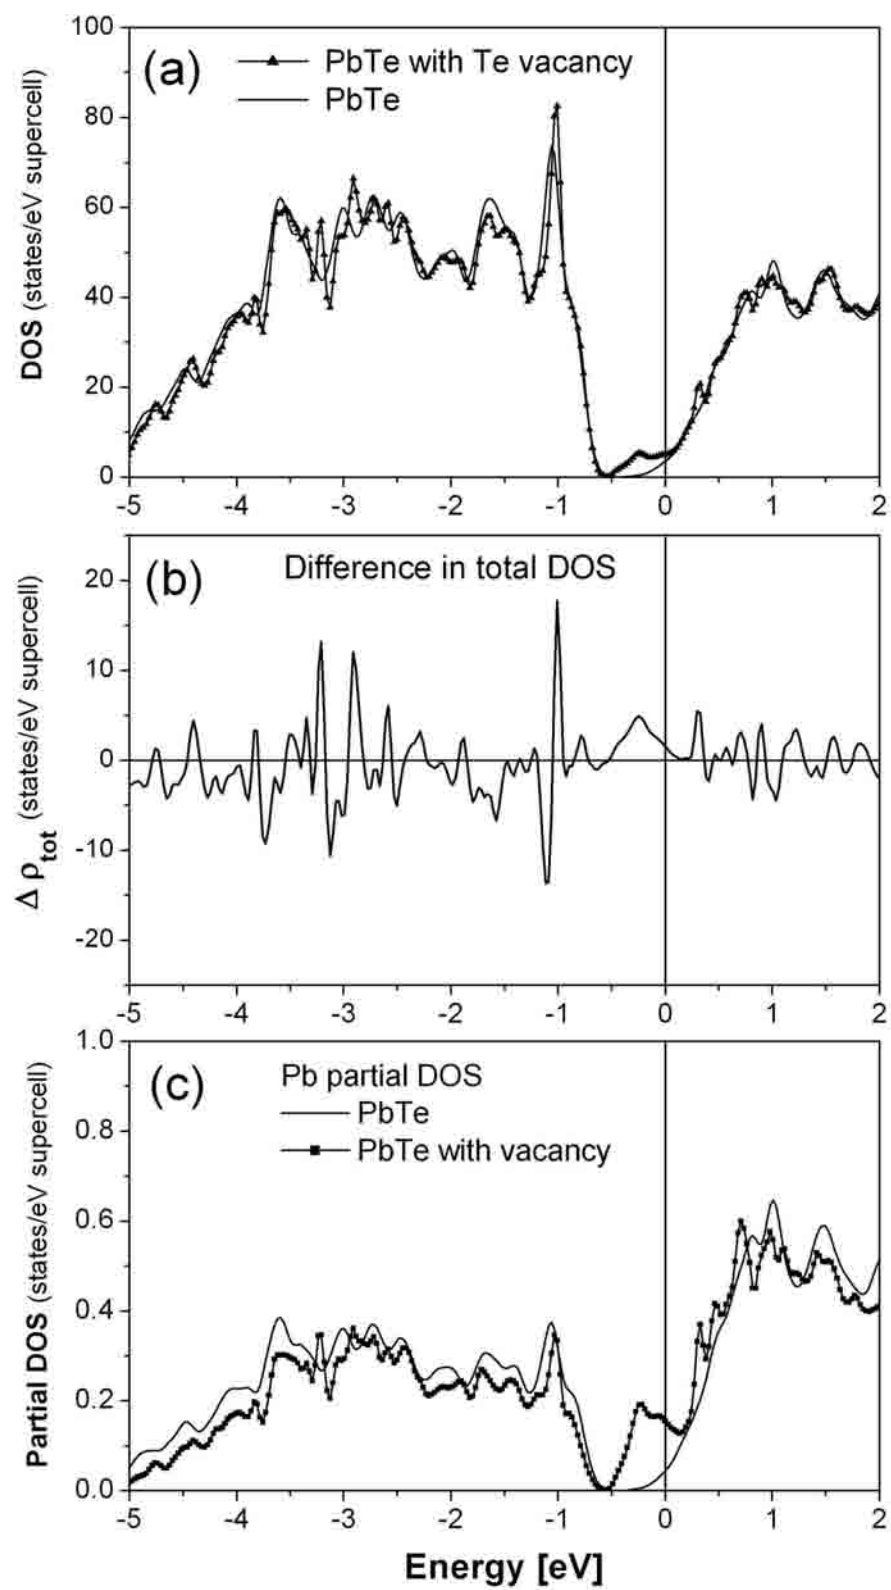 (a)
PbTe with Te vacancy
PbTe
DOS (states/eV supercell)
100
80
60
40
20
0
-5 -4 -3 -2 -1 0 1 2
(b)
Difference in total DOS
Δ ρtot (states/eV supercell)
20
10
0
-10
-20
-5 -4 -3 -2 -1 0 1 2
(c)
Pb partial DOS
PbTe
PbTe with vacancy
Partial DOS (states/eV supercell)
1.0
0.8
0.6
0.4
0.2
0.0
-5 -4 -3 -2 -1 0 1 2
Energy [eV]